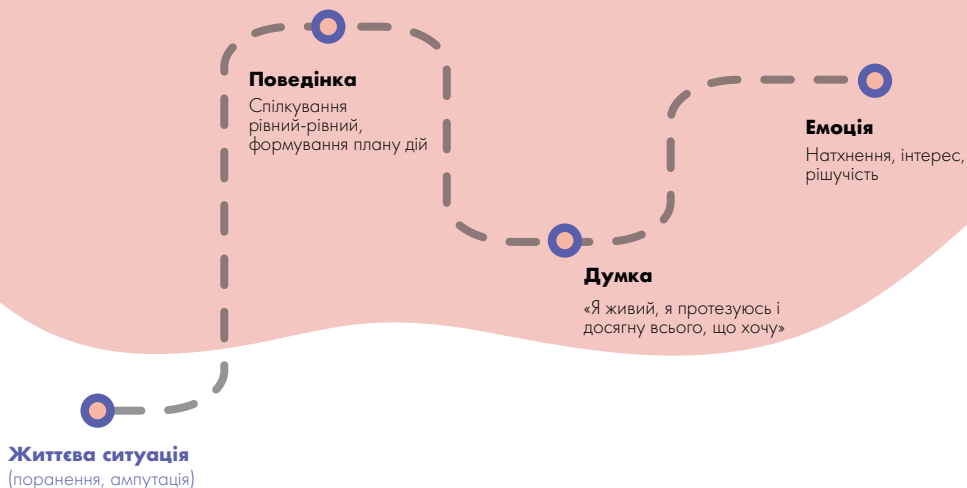 Поведінка
Спілкування
рівний-рівний,
формування плану дій
Емоція
Натхнення, інтерес,
рішучість
Думка
«Я живий, я протезуюсь і
досягну всього, що хочу»
Життєва ситуація
(поранення, ампутація)